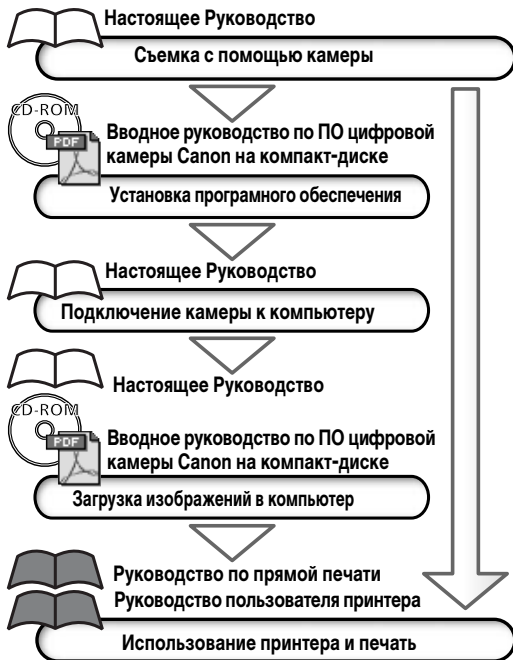 Настоящее Руководство
Съемка с помощью камеры
CD-ROM
PDF
Вводное руководство по ПО цифровой
камеры Canon на компакт-диске
Установка програмного обеспечения
Настоящее Руководство
Подключение камеры к компьютеру
Настоящее Руководство
CD-ROM
PDF
Вводное руководство по ПО цифровой
камеры Canon на компакт-диске
Загрузка изображений в компьютер
Руководство по прямой печати
Руководство пользователя принтера
Использование принтера и печать